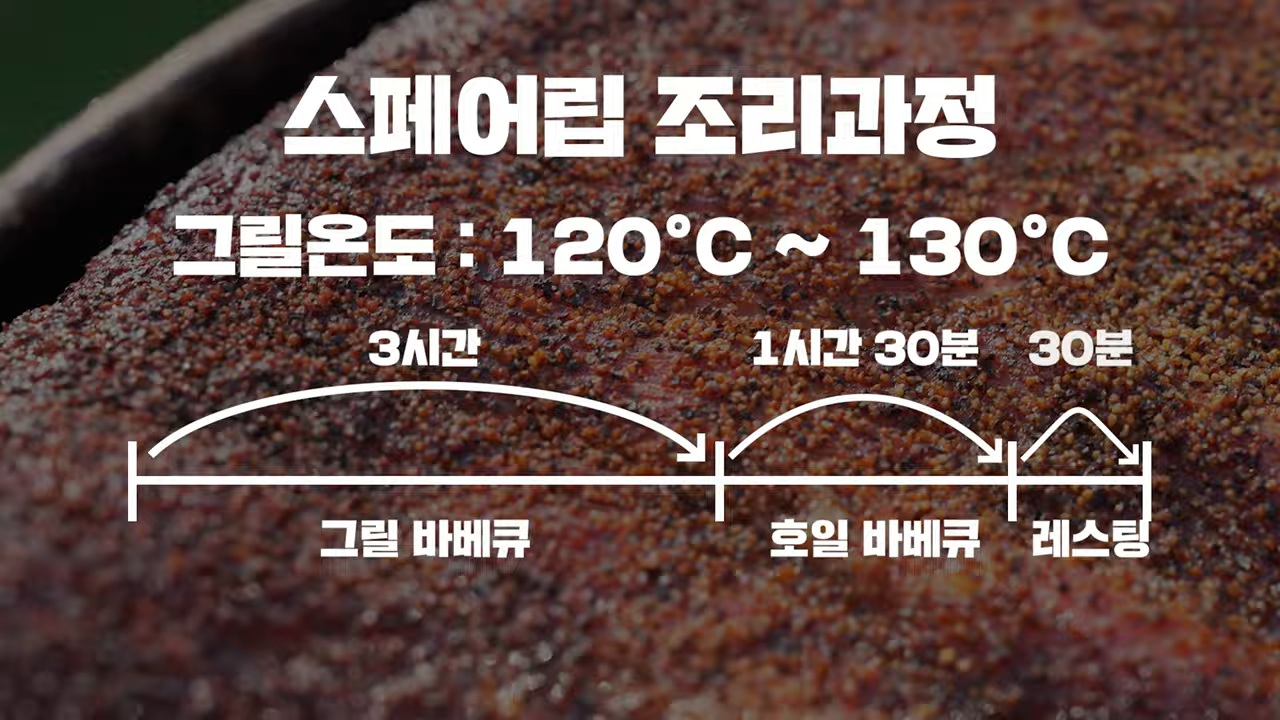 스페어립 조리과정
그릴온도 : 120°C ~ 130°C
3시간 1시간 30분 30분
그릴 바베큐 호일 바베큐 레스팅